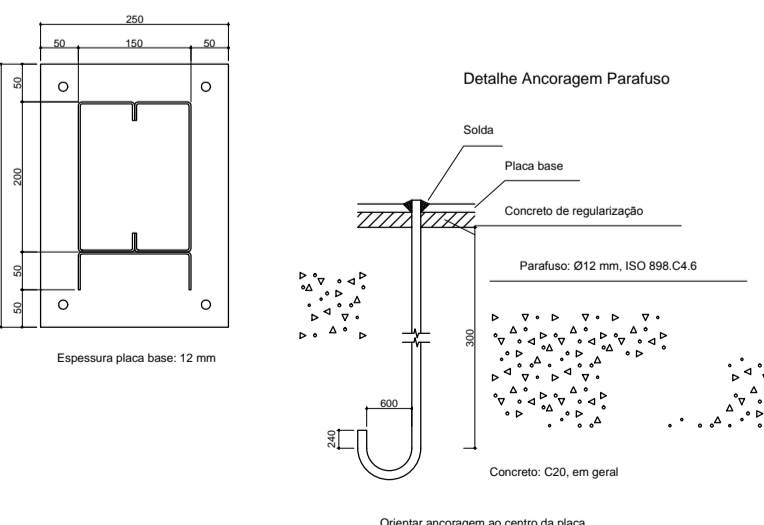 250
50 150 50
50
200
50
50
Espessura placa base: 12 mm
Detalhe Ancoragem Parafuso
Solda
Placa base
Concreto de regularização
Parafuso: Ø12 mm, ISO 898.C4.6
300
600
240
Concreto: C20, em geral
Orientar ancoragem ao centro da placa